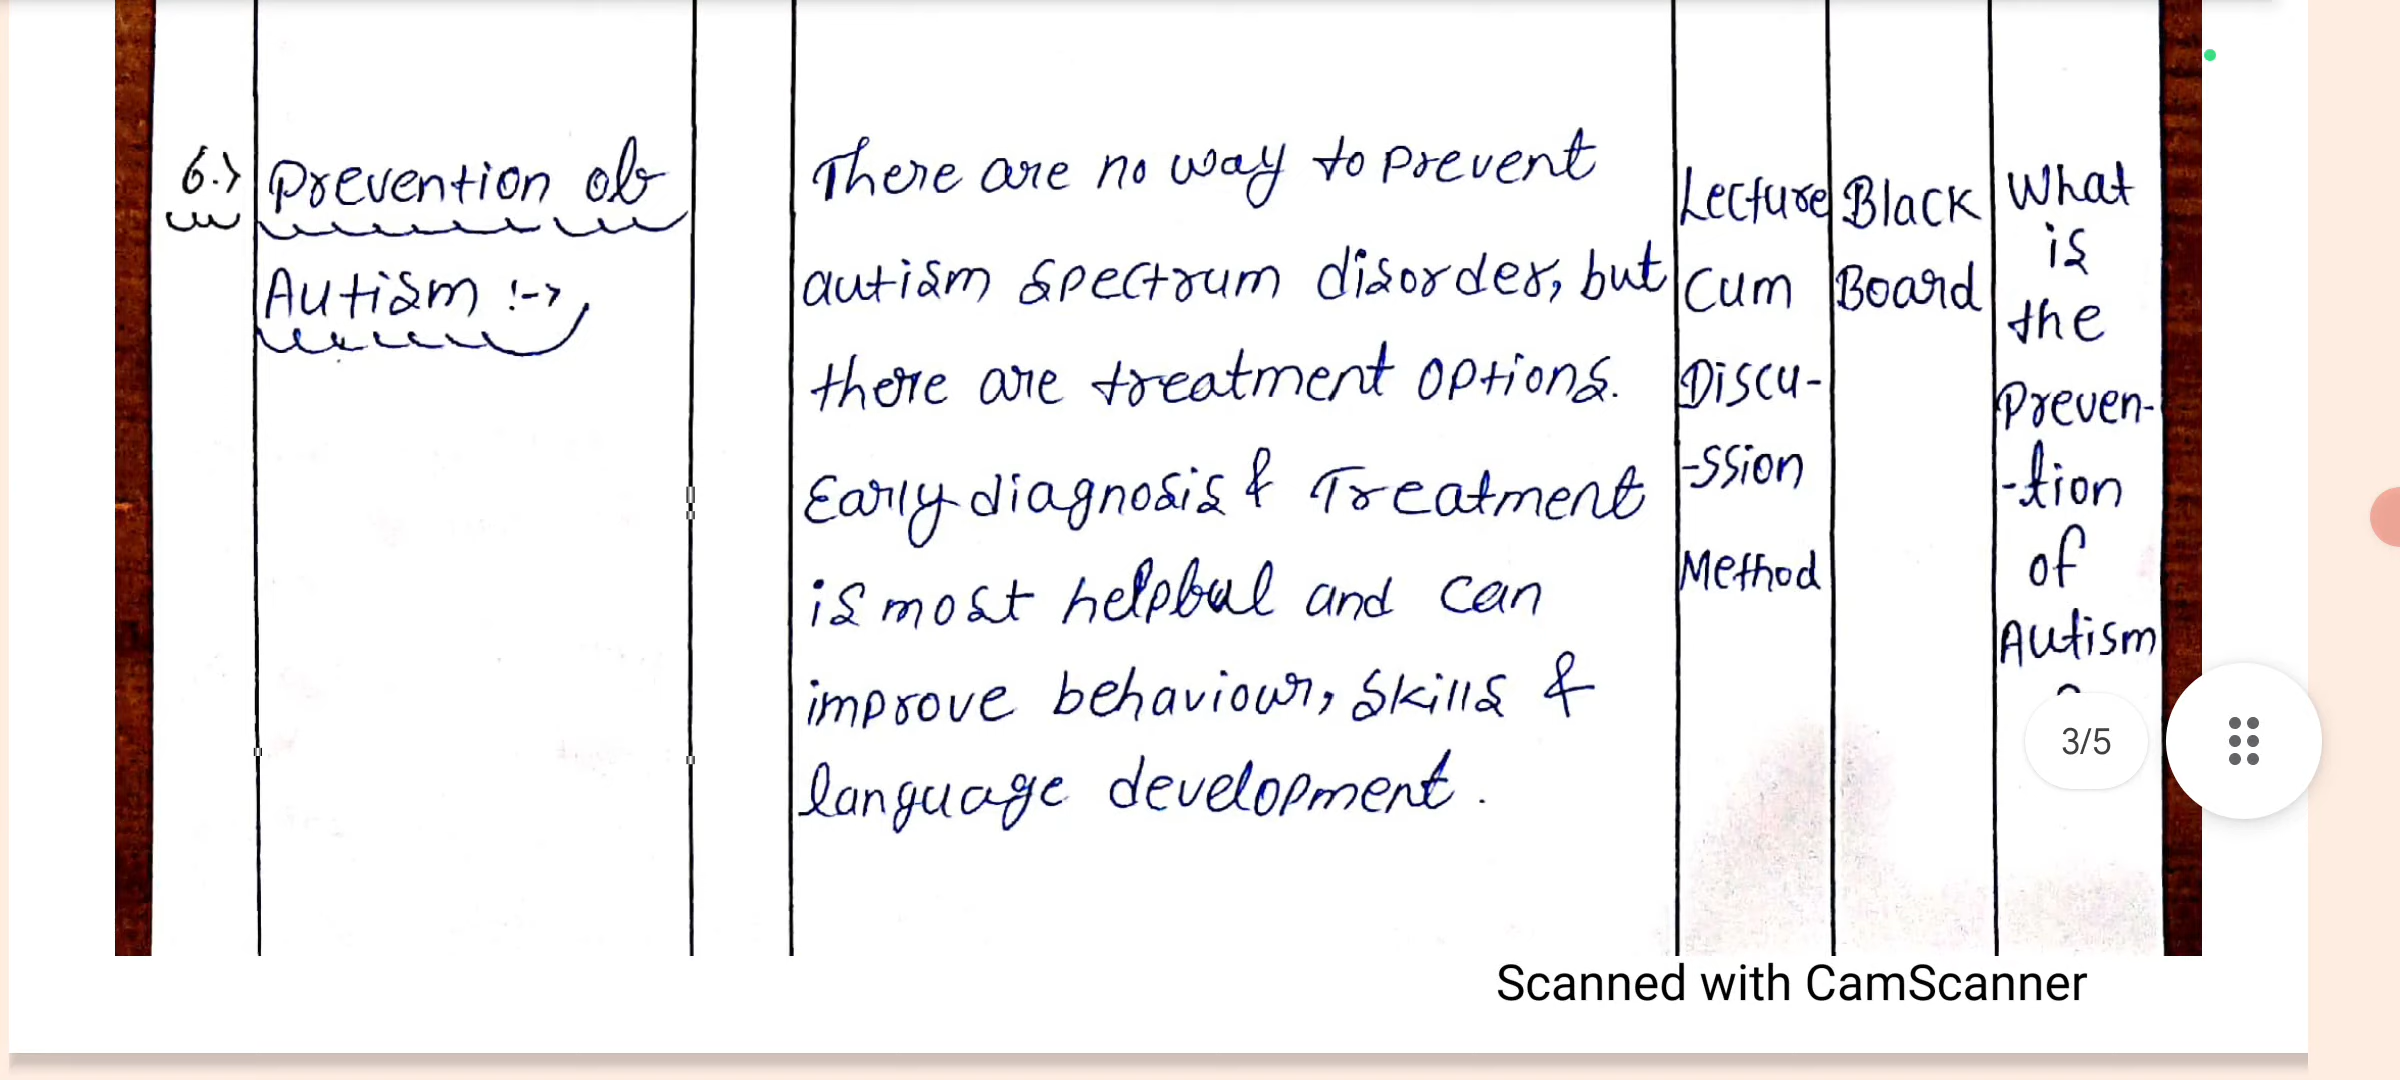 6.>
Prevention of
Autism :->
There are no way to prevent
autism spectrum disorder, but
there are treatment options.
Early diagnosis & Treatment
is most helpful and can
improve behaviour, skills &
language development.
Lecture
Cum
Discu-
-ssion
Method
Black
Board
What
is
the
Preven-
-tion
of
Autism
3/5
Scanned with CamScanner